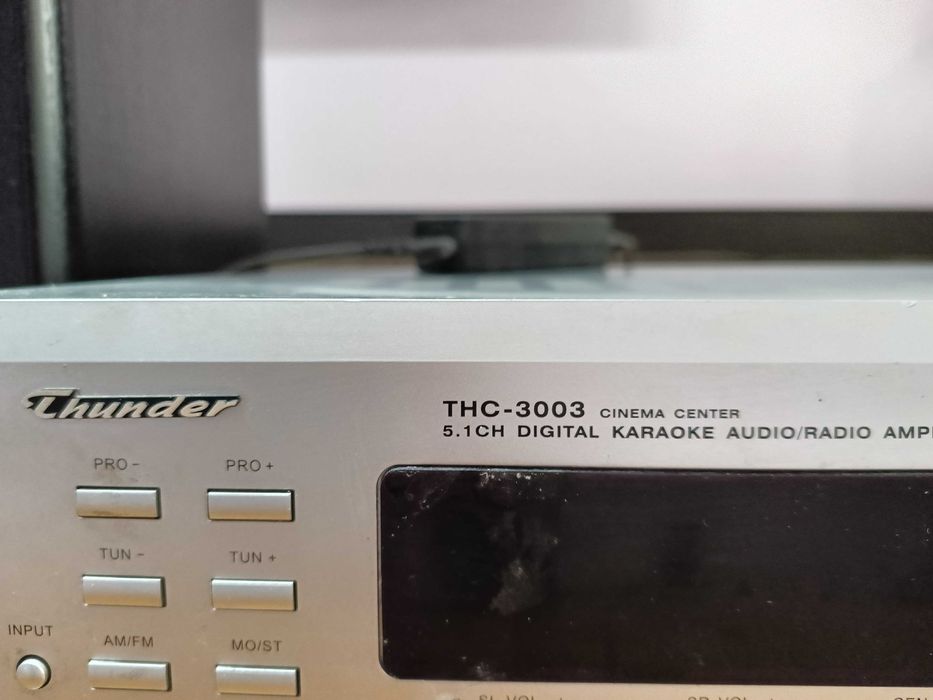 Thunder
THC-3003 CINEMA CENTER
5.1CH DIGITAL KARAOKE AUDIO/RADIO
PRO - PRO +
TUN - TUN +
INPUT
AM/FM MO/ST